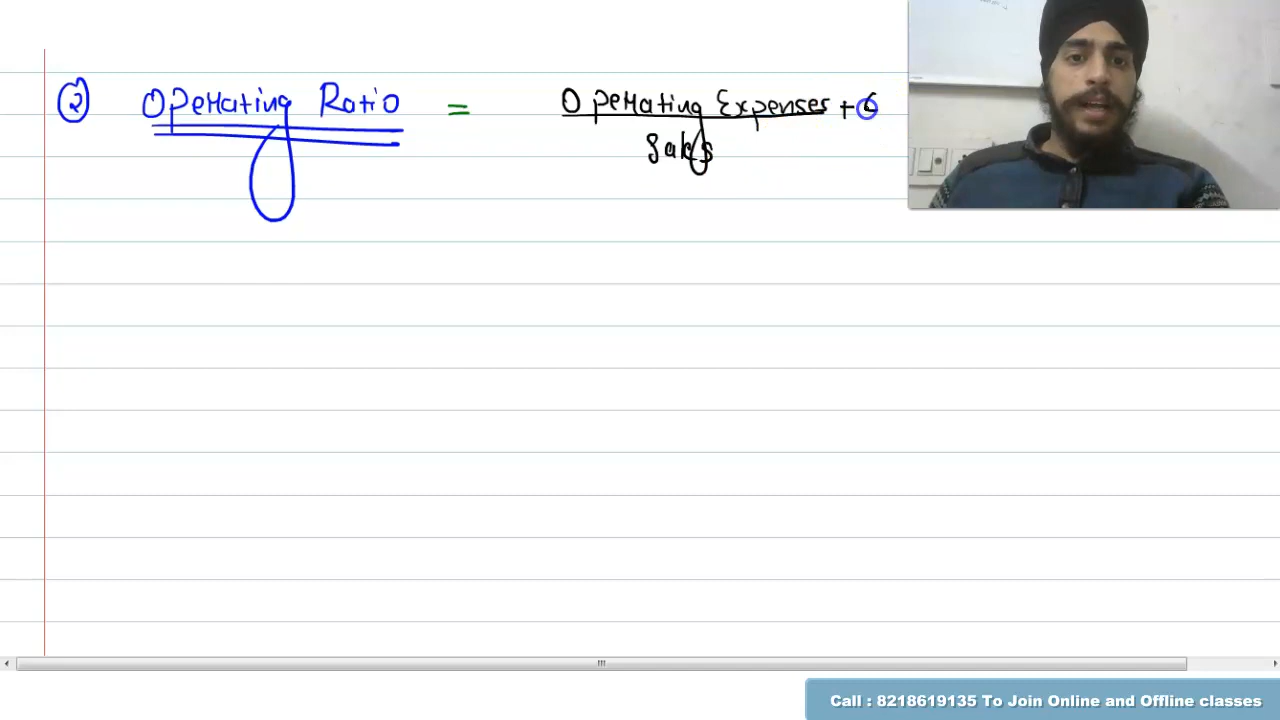 ② Operating Ratio = Operating Expenses +
Sales
Call : 8218619135 To Join Online and Offline classes